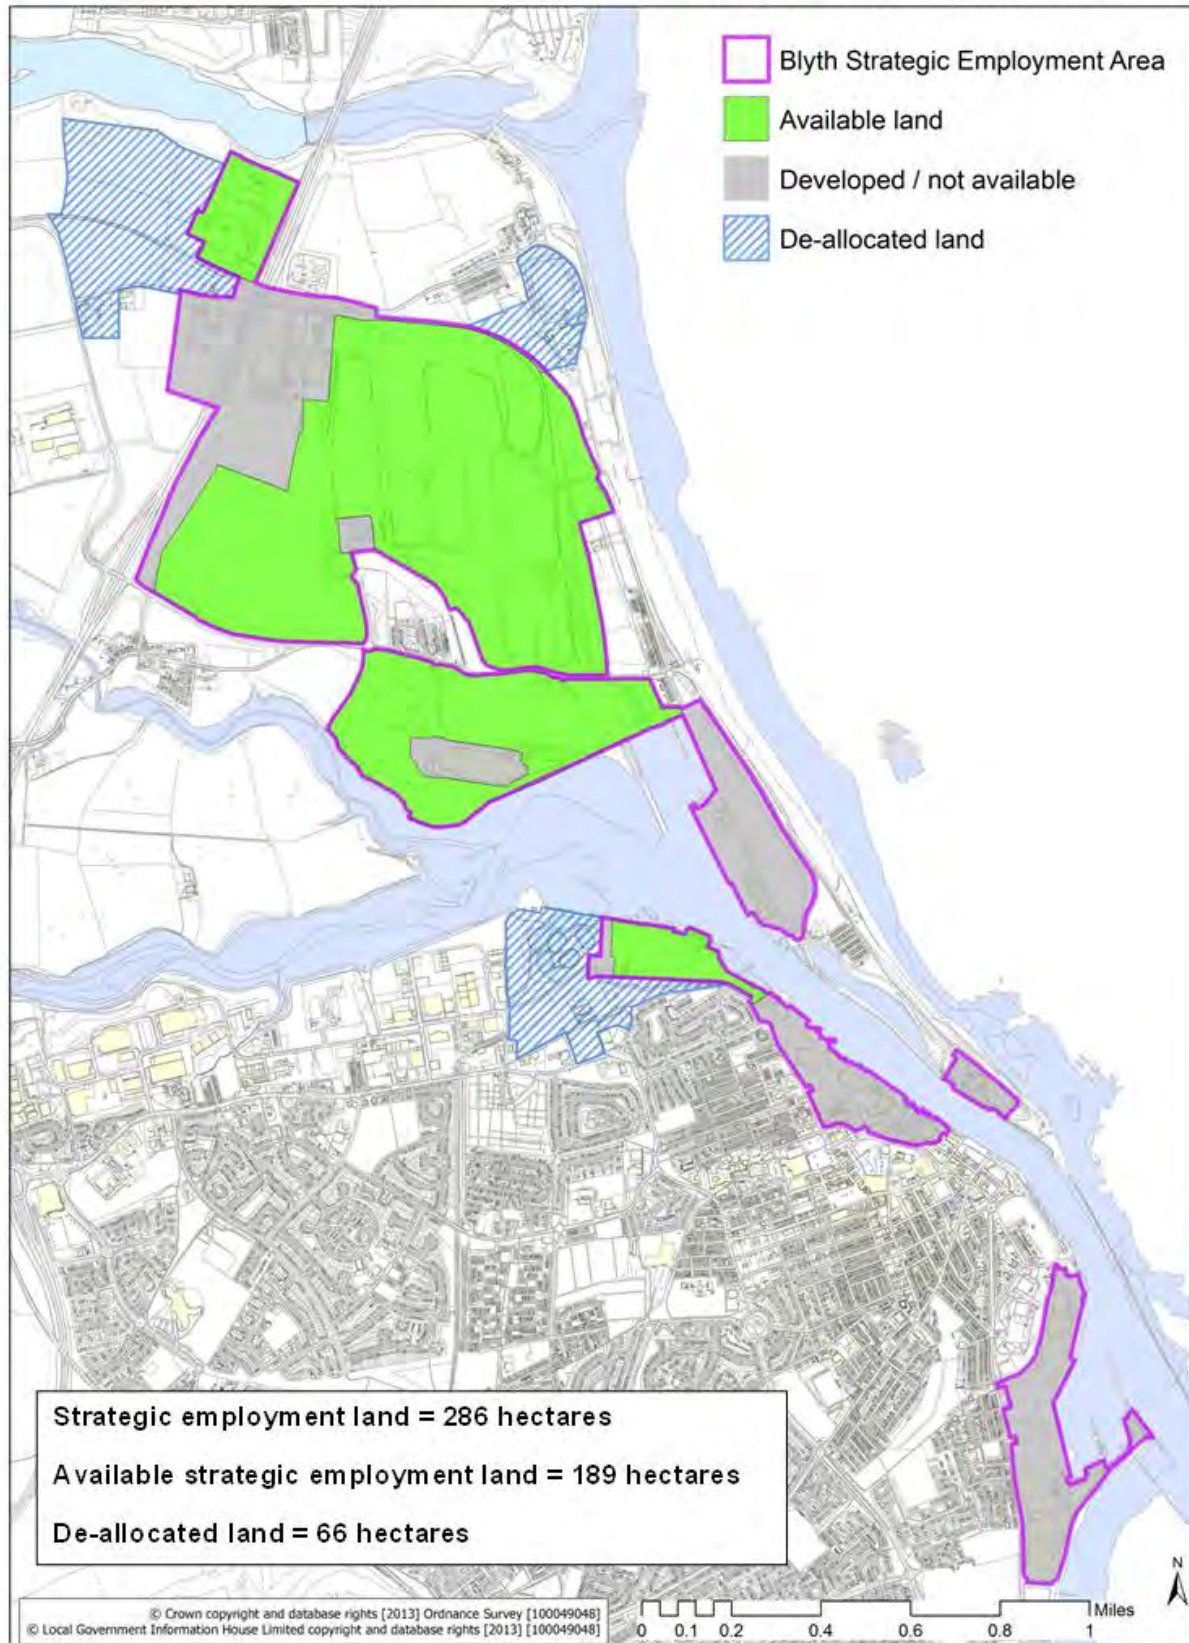 Blyth Strategic Employment Area
Available land
Developed / not available
De-allocated land
Strategic employment land = 286 hectares
Available strategic employment land = 189 hectares
De-allocated land = 66 hectares
© Crown copyright and database rights [2013] Ordnance Survey [100049048]
© Local Government Information House Limited copyright and database rights [2013] [100049048]
N
Miles
0 0.1 0.2 0.4 0.6 0.8 1